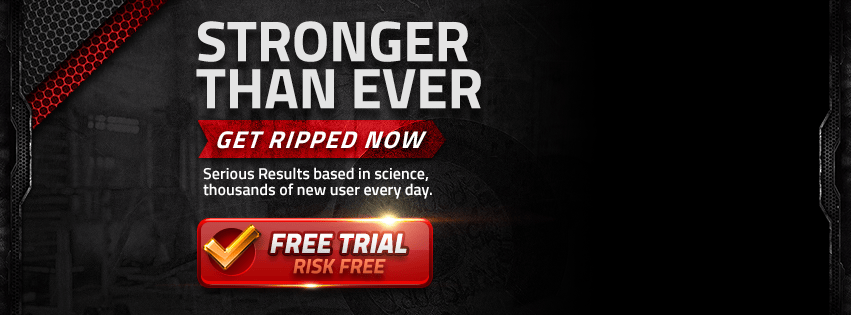 STRONGER
THAN EVER
GET RIPPED NOW
Serious Results based in science,
thousands of new user every day.
FREE TRIAL
RISK FREE